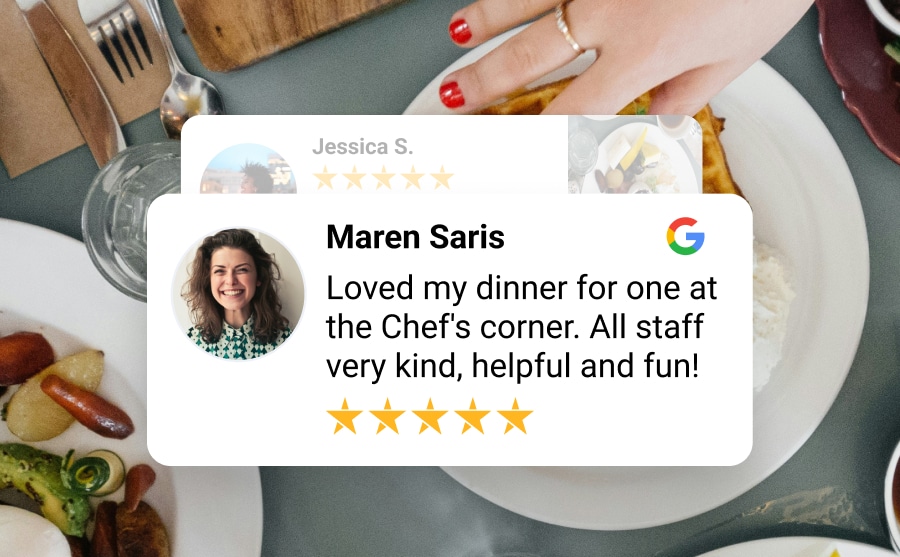 Jessica S.
Maren Saris
Loved my dinner for one at
the Chef's corner. All staff
very kind, helpful and fun!